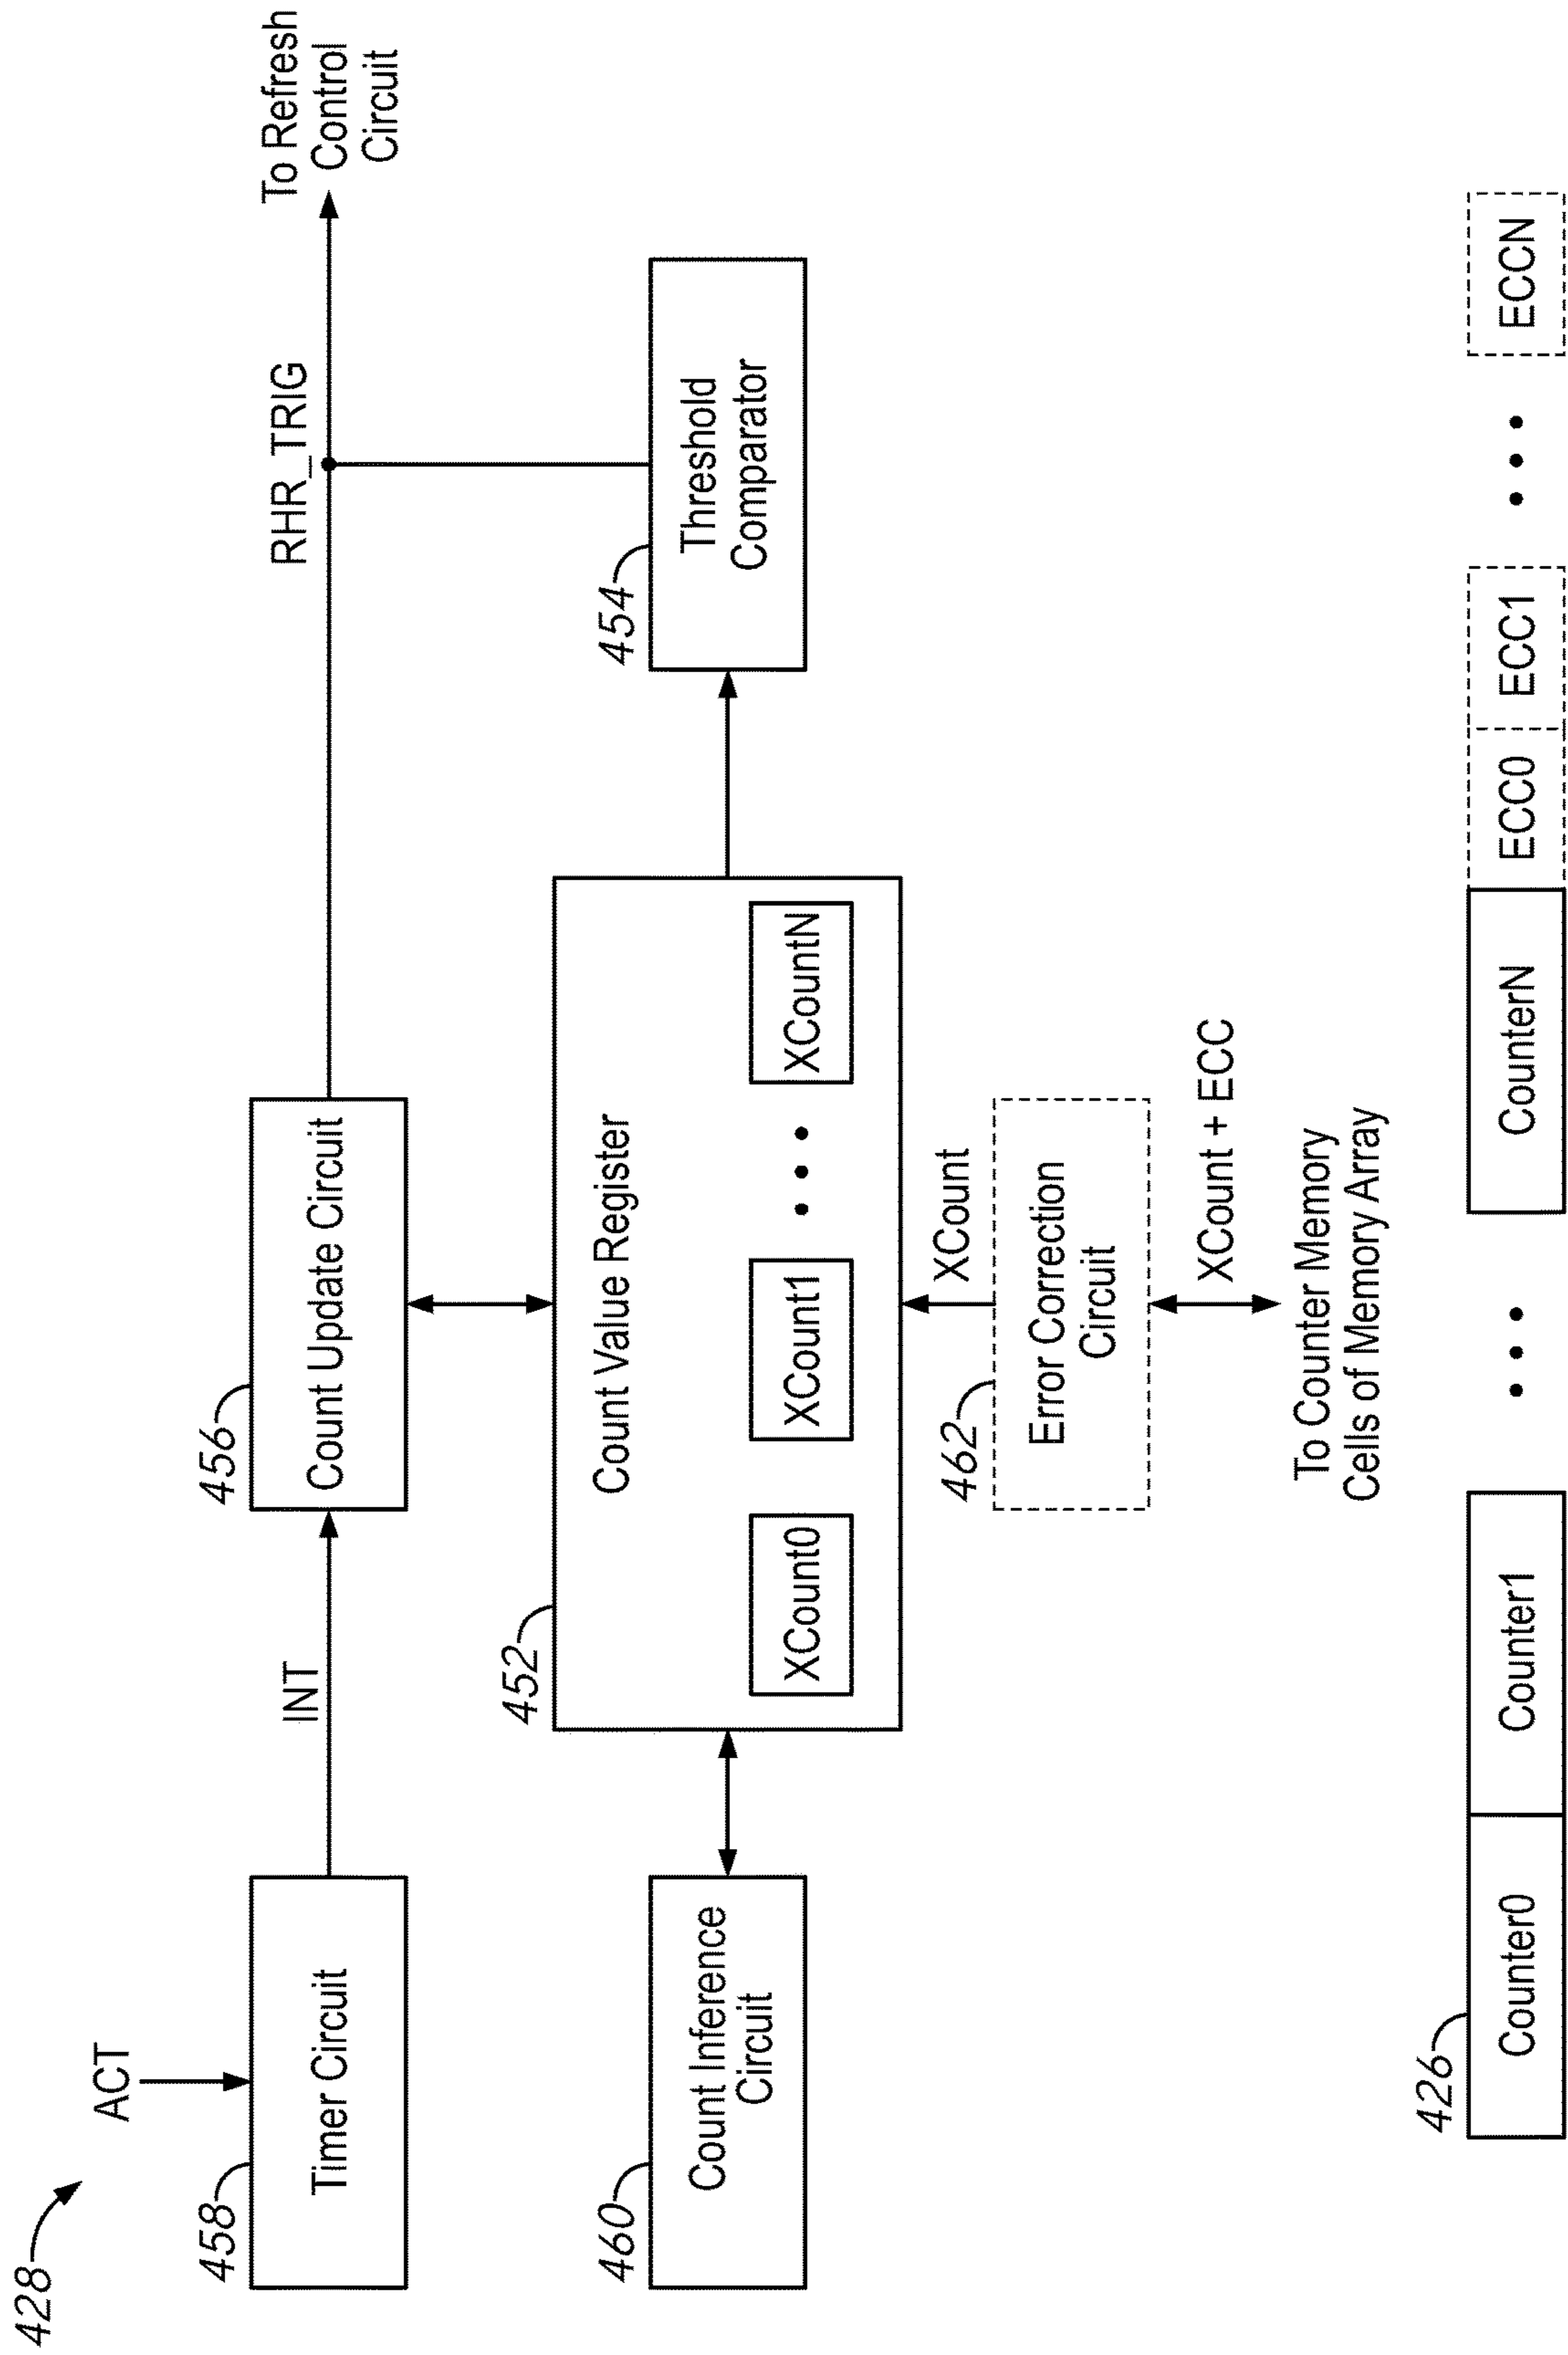 428
ACT
458
Timer Circuit
INT
456
Count Update Circuit
RHR_TRIG
To Refresh
Control
Circuit
460
Count Inference
Circuit
452
Count Value Register
XCount0
XCount1
• • •
XCountN
454
Threshold
Comparator
XCount
462
Error Correction
Circuit
XCount + ECC
To Counter Memory
Cells of Memory Array
426
Counter0
Counter1
• • •
CounterN
ECC0
ECC1
• • •
ECCN